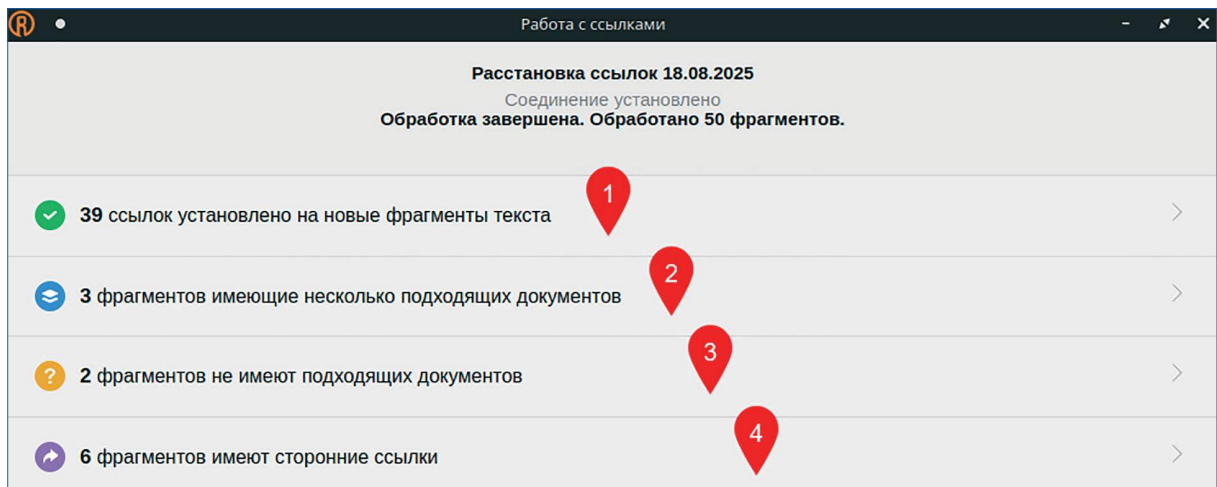 Работа с ссылками
Расстановка ссылок 18.08.2025
Соединение установлено
Обработка завершена. Обработано 50 фрагментов.
1
39 ссылок установлено на новые фрагменты текста
2
3 фрагментов имеющие несколько подходящих документов
3
? 2 фрагментов не имеют подходящих документов
4
6 фрагментов имеют сторонние ссылки